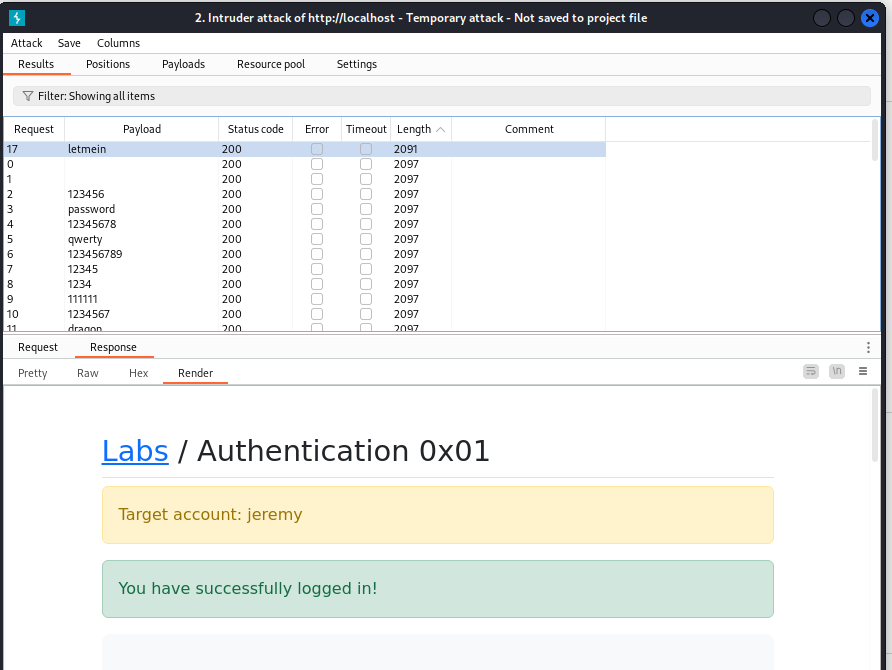 2. Intruder attack of http://localhost - Temporary attack - Not saved to project file
Attack Save Columns
Results Positions Payloads Resource pool Settings
Filter: Showing all items
Request Payload Status code Error Timeout Length Comment
17 letmein 200 2091
0 200 2097
1 200 2097
2 123456 200 2097
3 password 200 2097
4 12345678 200 2097
5 qwerty 200 2097
6 123456789 200 2097
7 12345 200 2097
8 1234 200 2097
9 111111 200 2097
10 1234567 200 2097
11 dragon 200 2097
Request Response
Pretty Raw Hex Render \n
Labs / Authentication 0x01
Target account: jeremy
You have successfully logged in!